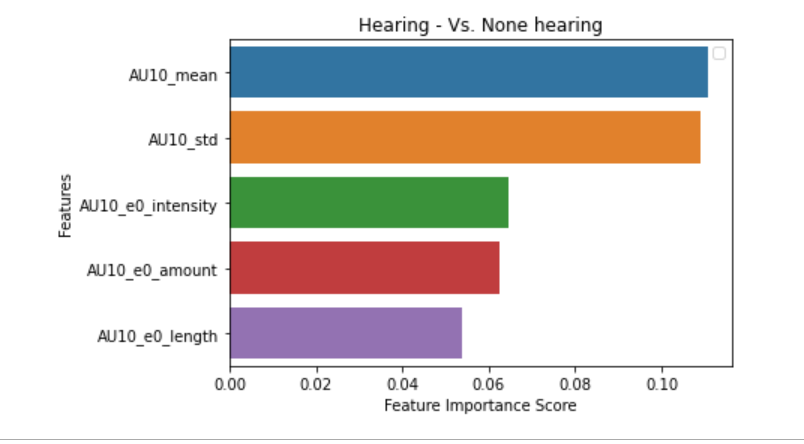 Hearing - Vs. None hearing
AU10_mean
AU10_std
AU10_e0_intensity
AU10_e0_amount
AU10_e0_length
Features
0.00 0.02 0.04 0.06 0.08 0.10
Feature Importance Score